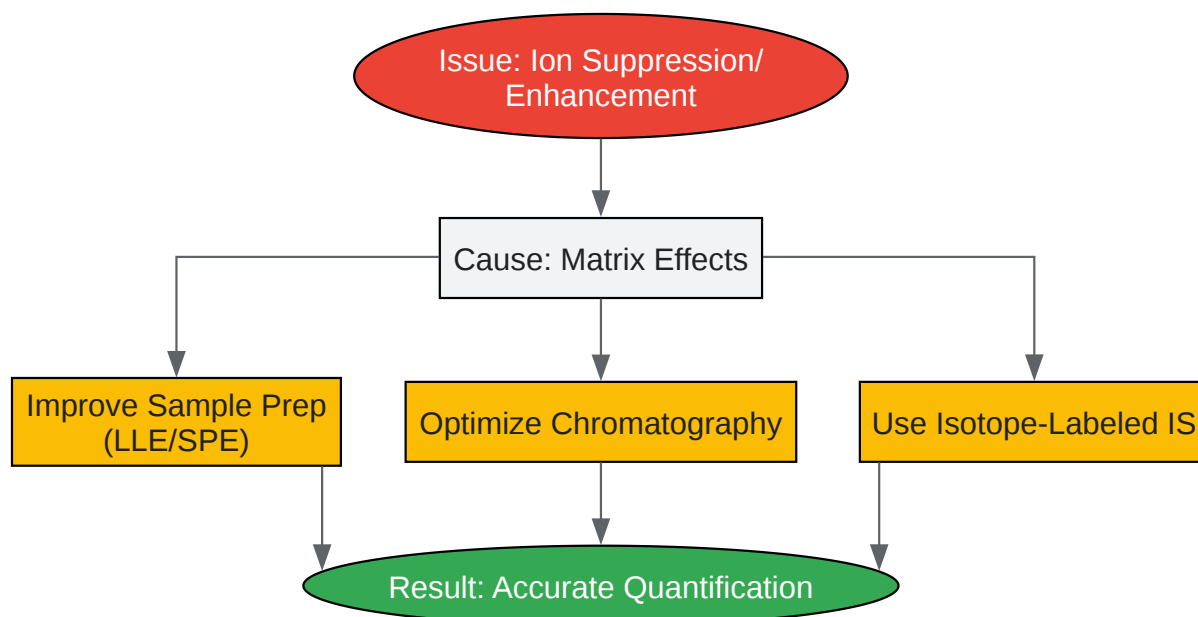 Issue: Ion Suppression/
Enhancement
Cause: Matrix Effects
Improve Sample Prep
(LLE/SPE)
Optimize Chromatography
Use Isotope-Labeled IS
Result: Accurate Quantification